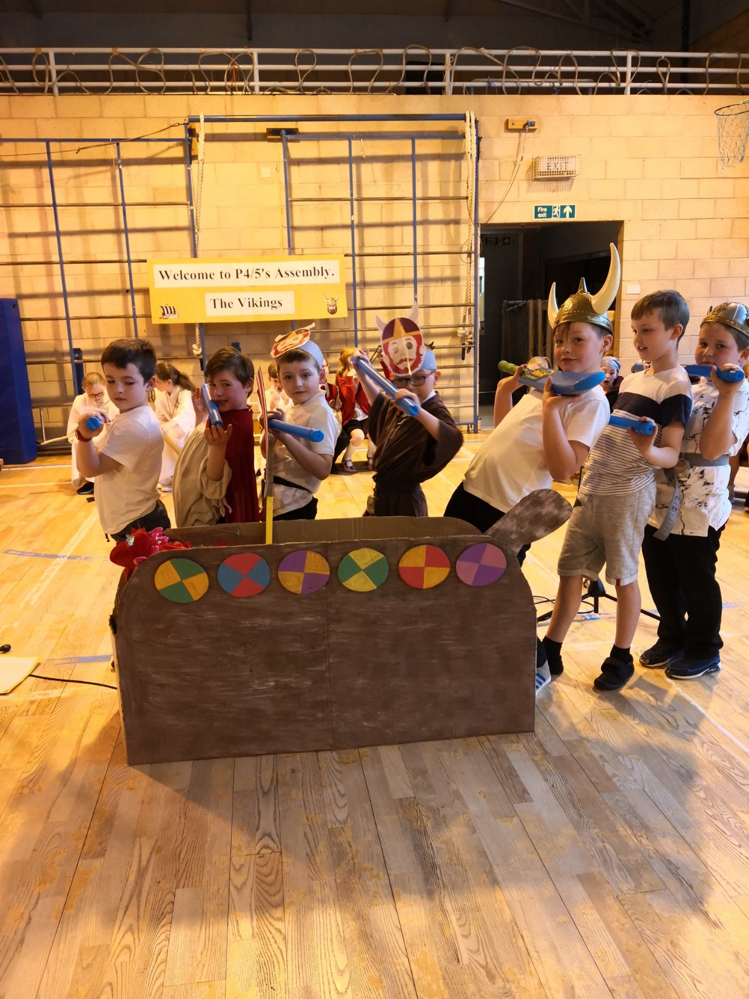 EXIT
Fire
exit
Welcome to P4/5's Assembly.
The Vikings